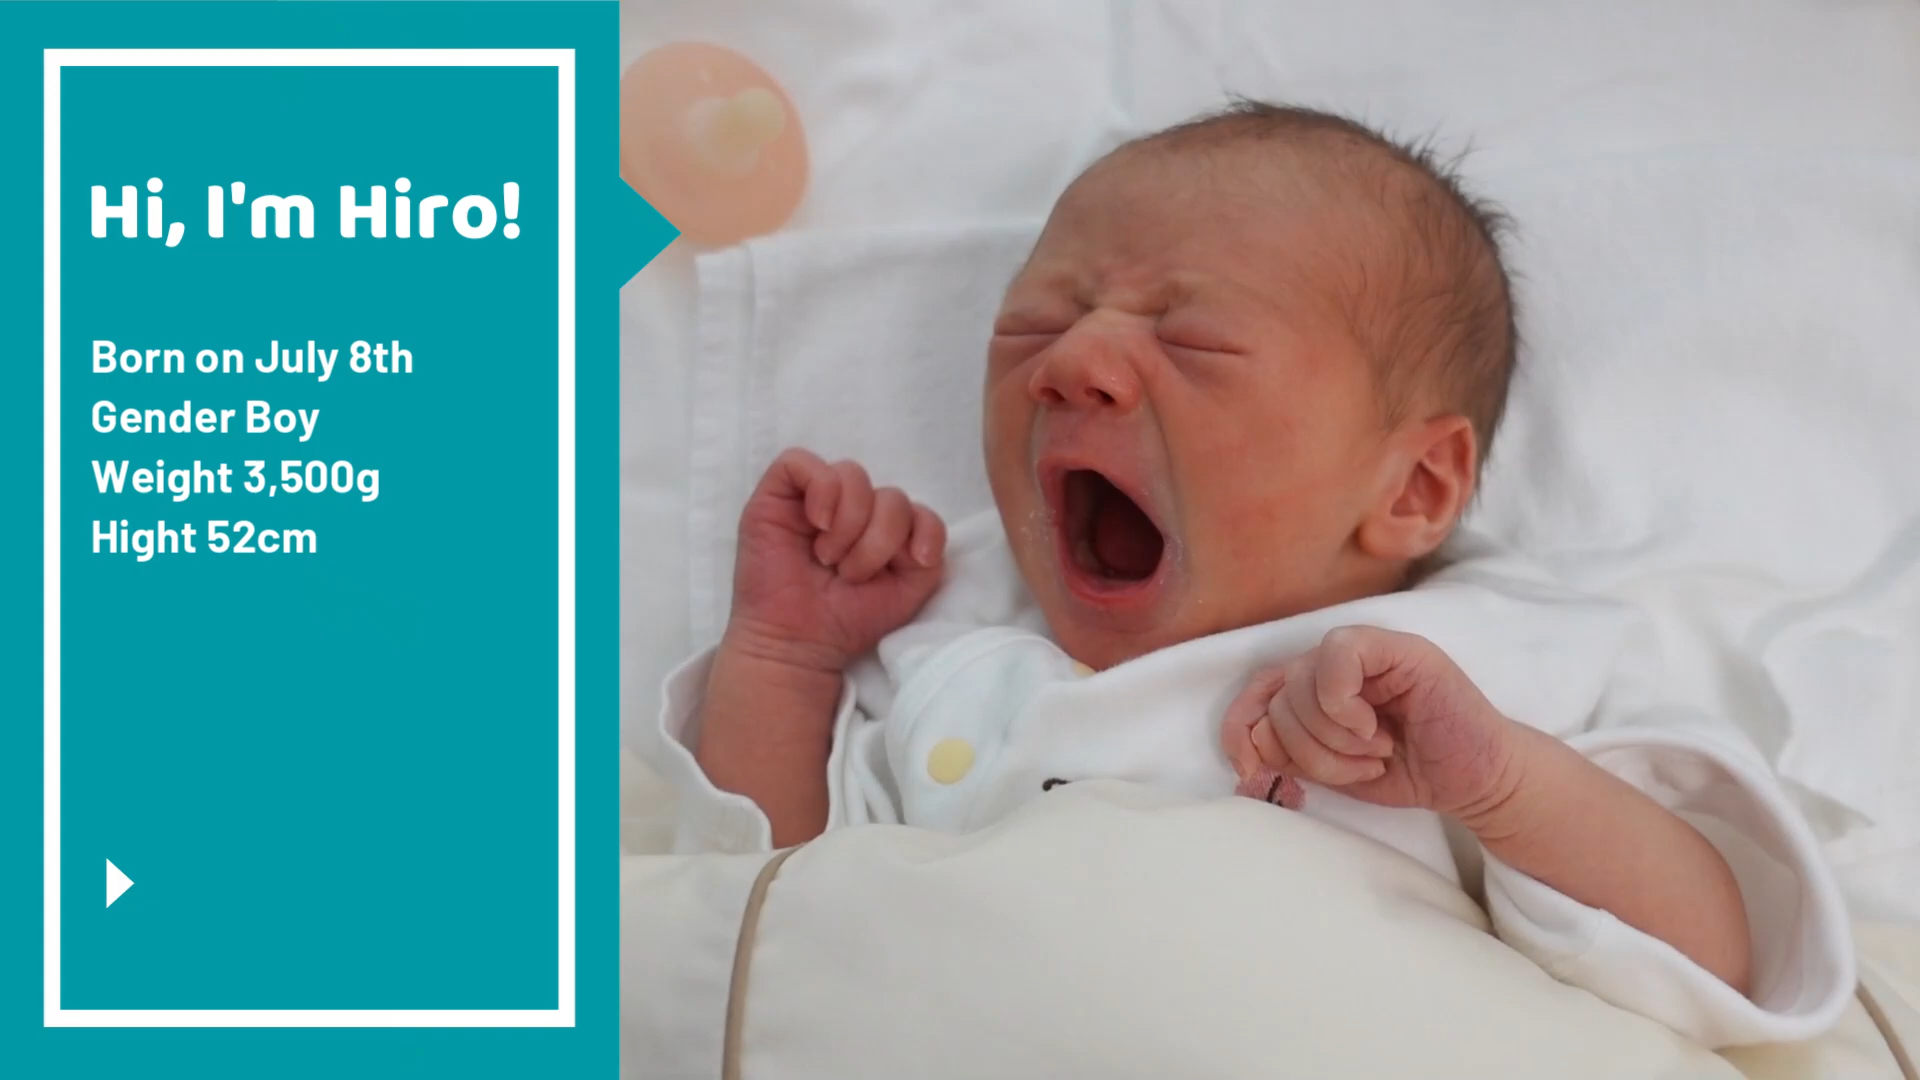 Hi, I'm Hiro!
Born on July 8th
Gender Boy
Weight 3,500g
Hight 52cm